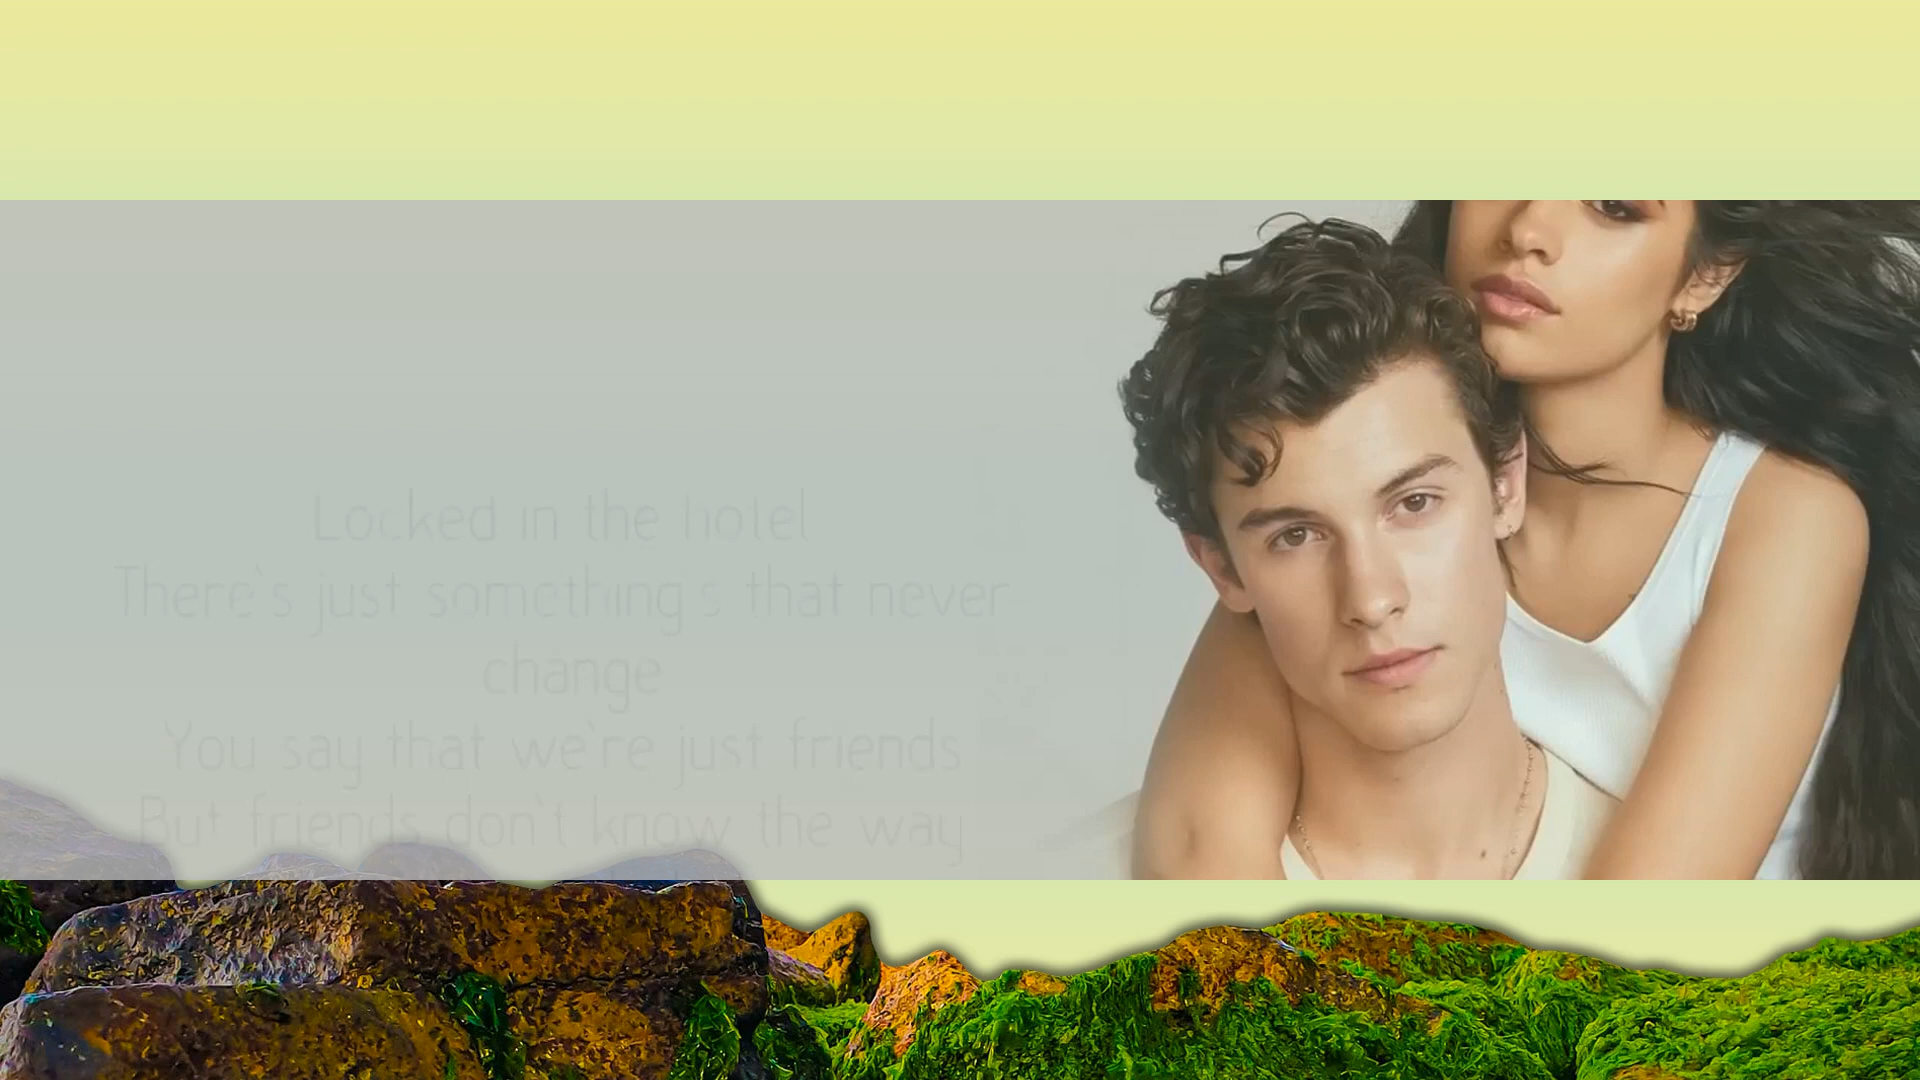 Locked in the hotel
There's just something's that never
change
You say that we're just friends
But friends don't know the way